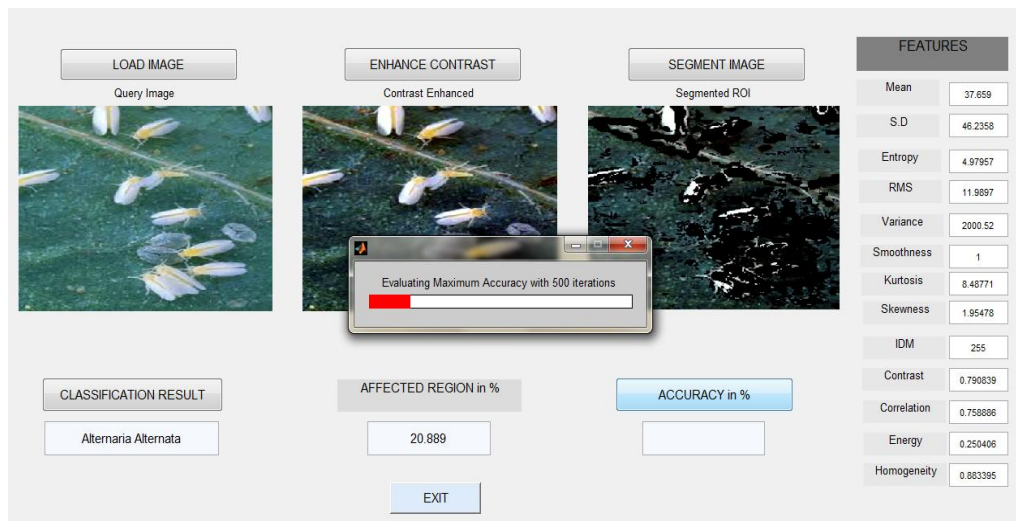 LOAD IMAGE
ENHANCE CONTRAST
SEGMENT IMAGE
Query Image
Contrast Enhanced
Segmented ROI
Evaluating Maximum Accuracy with 500 iterations
CLASSIFICATION RESULT
AFFECTED REGION in %
ACCURACY in %
Alternaria Alternata
20.889
EXIT
FEATURES
Mean 37.659
S.D 46.2358
Entropy 4.97957
RMS 11.9897
Variance 2000.52
Smoothness 1
Kurtosis 8.48771
Skewness 1.95478
IDM 255
Contrast 0.790839
Correlation 0.758886
Energy 0.250406
Homogeneity 0.883395